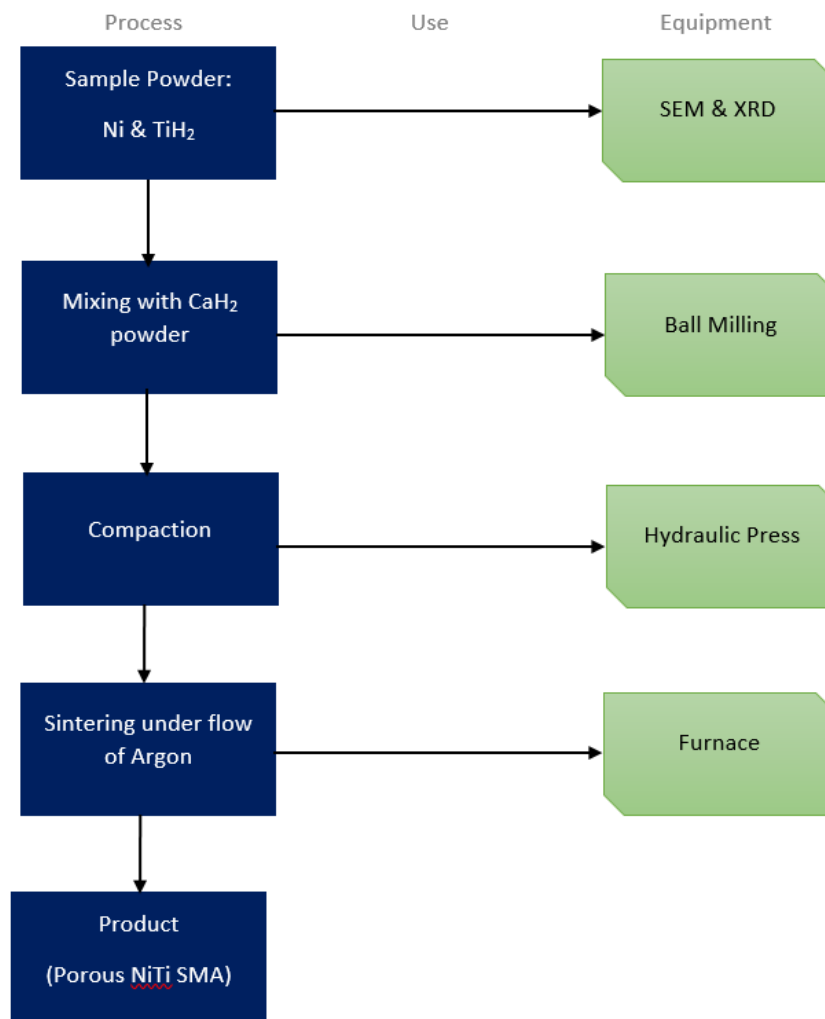 Process Use Equipment
Sample Powder:
Ni & TiH₂
SEM & XRD
Mixing with CaH₂
powder
Ball Milling
Compaction
Hydraulic Press
Sintering under flow
of Argon
Furnace
Product
(Porous NiTi SMA)